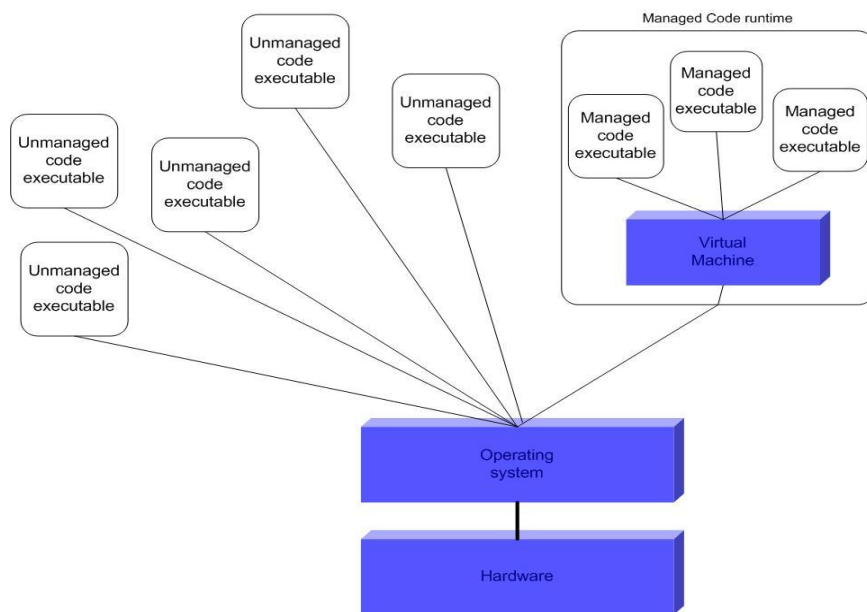 Managed Code runtime
Unmanaged
code
executable
Managed
code
executable
Unmanaged
code
executable
Managed
code
executable
Managed
code
executable
Unmanaged
code
executable
Unmanaged
code
executable
Unmanaged
code
executable
Virtual
Machine
Operating
system
Hardware